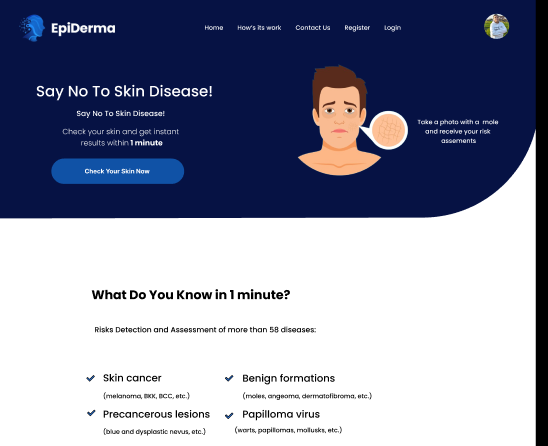 EpiDerma
Home How's its work Contact Us Register Login
Say No To Skin Disease!
Say No To Skin Disease!
Check your skin and get instant
results within 1 minute
Check Your Skin Now
Take a photo with a mole
and receive your risk
assements
What Do You Know in 1 minute?
Risks Detection and Assessment of more than 58 diseases:
Skin cancer
(melanoma, BKK, BCC, etc.)
Benign formations
(moles, angeoma, dermatofibroma, etc.)
Precancerous lesions
(blue and dysplastic nevus, etc.)
Papilloma virus
(warts, papillomas, mollusks, etc.)